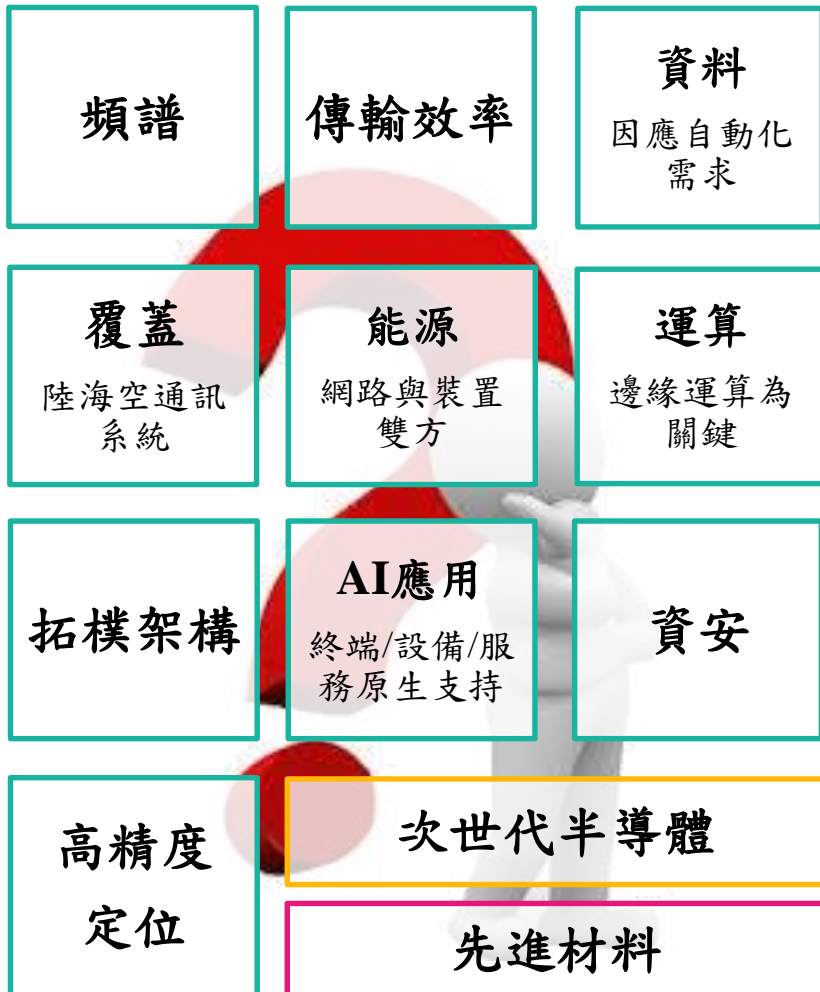 頻譜
傳輸效率
資料
因應自動化
需求
覆蓋
陸海空通訊
系統
能源
網路與裝置
雙方
運算
邊緣運算為
關鍵
拓樸架構
AI應用
終端/設備/服
務原生支持
資安
高精度
定位
次世代半導體
先進材料